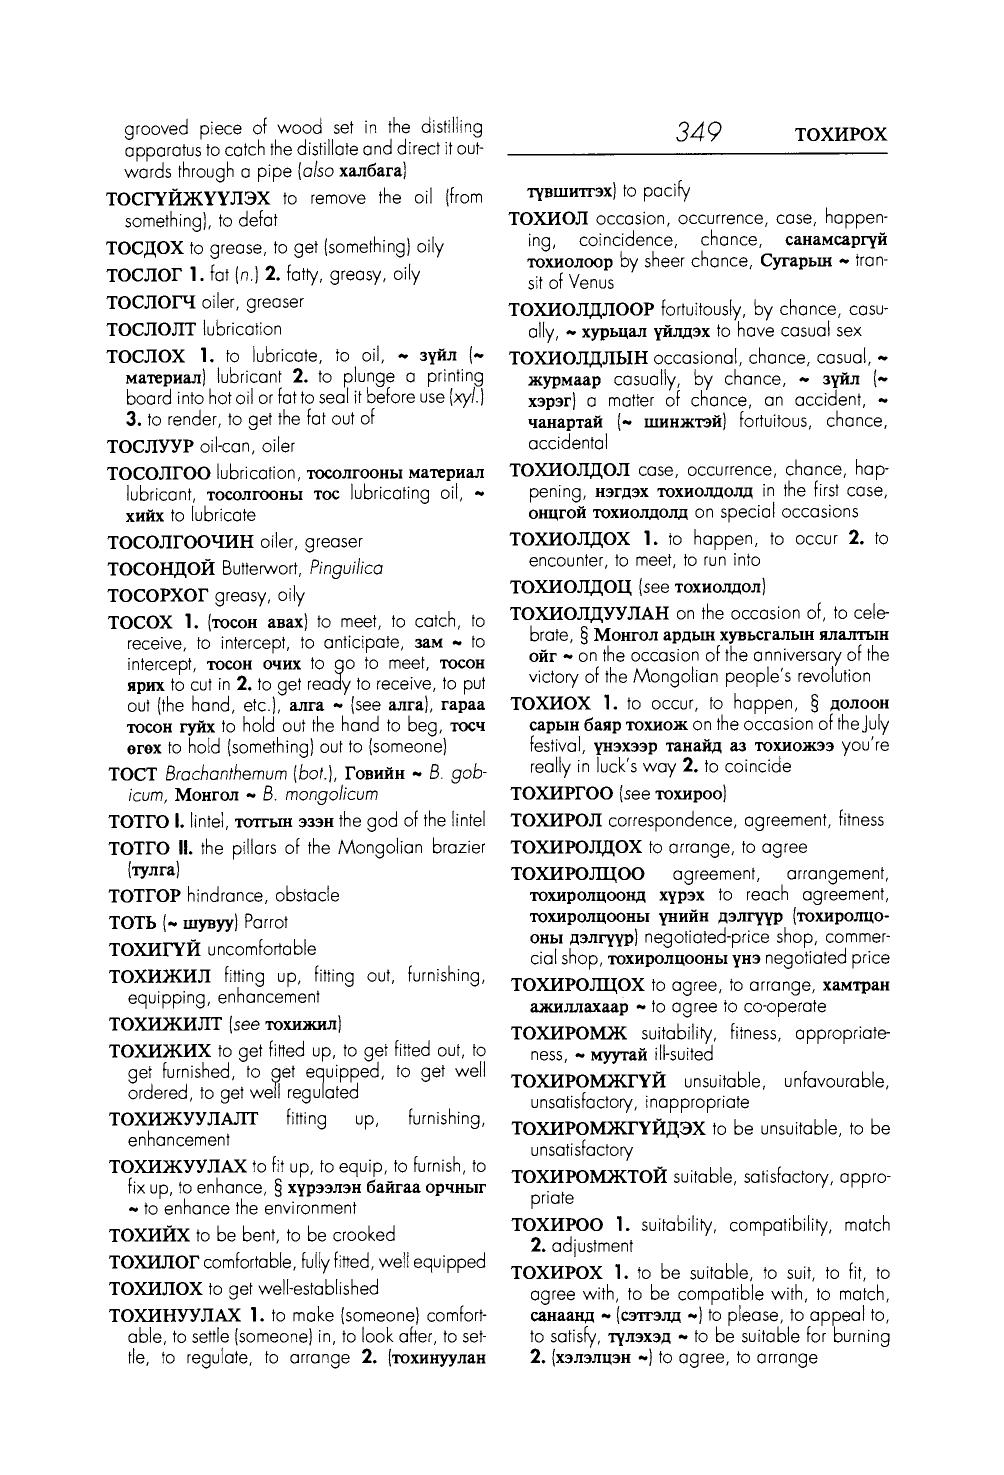 grooved piece of wood set in the distilling
apparatus to catch the distillate and direct it out-
wards through a pipe (also халбага)
ТОСГҮЙЖҮҮЛЭХ to remove the oil (from
something), to defat
ТОСДОХ to grease, to get (something) oily
ТОСЛОГ 1. fat (n.) 2. fatty, greasy, oily
ТОСЛОГЧ oiler, greaser
ТОСЛОЛТ lubrication
ТОСЛОХ 1. to lubricate, to oil, ~ зүйл (~
материал) lubricant 2. to plunge a printing
board into hot oil or fat to seal it before use (xyl.)
3. to render, to get the fat out of
ТОСЛУУР oil-can, oiler
ТОСОЛГОО lubrication, тосолгооны материал
lubricant, тосолгооны тос lubricating oil, ~
хийх to lubricate
ТОСОЛГООЧИН oiler, greaser
ТОСОНДОЙ Butterwort, Pinguilica
ТОСОРХОГ greasy, oily
ТОСОХ 1. (тосон авах) to meet, to catch, to
receive, to intercept, to anticipate, зам ~ to
intercept, тосон очих to go to meet, тосон
ярих to cut in 2. to get ready to receive, to put
out (the hand, etc.), алга ~ (see алга), гараа
тосон гуйх to hold out the hand to beg, тосч
өгөх to hold (something) out to (someone)
ТОСТ Brachanthemum (bot.), Говийн ~ B. gob-
icum, Монгол ~ B. mongolicum
ТОТГО I. lintel, тотгын эзэн the god of the lintel
ТОТГО II. the pillars of the Mongolian brazier
(тулга)
ТОТГОР hindrance, obstacle
ТОТЬ (~ шувуу) Parrot
ТОХИГҮЙ uncomfortable
ТОХИЖИЛ fitting up, fitting out, furnishing,
equipping, enhancement
ТОХИЖИЛТ (see тохижил)
ТОХИЖИХ to get fitted up, to get fitted out, to
get furnished, to get equipped, to get well
ordered, to get well regulated
ТОХИЖУУЛАЛТ fitting up, furnishing,
enhancement
ТОХИЖУУЛАХ to fit up, to equip, to furnish, to
fix up, to enhance, § хүрээлэн байгаа орчныг
~ to enhance the environment
ТОХИЙХ to be bent, to be crooked
ТОХИЛОГ comfortable, fully fitted, well equipped
ТОХИЛОХ to get well-established
ТОХИНУУЛАХ 1. to make (someone) comfort-
able, to settle (someone) in, to look after, to set-
tle, to regulate, to arrange 2. (тохинуулан
349 ТОХИРОХ
түвшитгэх) to pacify
ТОХИОЛ occasion, occurrence, case, happen-
ing, coincidence, chance, санамсаргүй
тохиолоор by sheer chance, Сугарын ~ tran-
sit of Venus
ТОХИОЛДЛООР fortuitously, by chance, casu-
ally, ~ хурьцал үйлдэх to have casual sex
ТОХИОЛДЛЫН occasional, chance, casual, ~
журмаар casually, by chance, ~ зүйл (~
хэрэг) a matter of chance, an accident, ~
чанартай (~ шинжтэй) fortuitous, chance,
accidental
ТОХИОЛДОЛ case, occurrence, chance, hap-
pening, нэгдэх тохиолдолд in the first case,
онцгой тохиолдолд on special occasions
ТОХИОЛДОХ 1. to happen, to occur 2. to
encounter, to meet, to run into
ТОХИОЛДОЦ (see тохиолдол)
ТОХИОЛДУУЛАН on the occasion of, to cele-
brate, § Монгол ардын хувьсгалын ялалтын
ойг ~ on the occasion of the anniversary of the
victory of the Mongolian people's revolution
ТОХИОХ 1. to occur, to happen, § долоон
сарын баяр тохиож on the occasion of the July
festival, үнэхээр танайд аз тохиожээ you're
really in luck's way 2. to coincide
ТОХИРГОО (see тохироо)
ТОХИРОЛ correspondence, agreement, fitness
ТОХИРОЛДОХ to arrange, to agree
ТОХИРОЛЦОО agreement, arrangement,
тохиролцоонд хүрэх to reach agreement,
тохиролцооны үнийн дэлгүүр (тохиролцо-
оны дэлгүүр) negotiated-price shop, commer-
cial shop, тохиролцооны үнэ negotiated price
ТОХИРОЛЦОХ to agree, to arrange, хамтран
ажиллахаар ~ to agree to co-operate
ТОХИРОМЖ suitability, fitness, appropriate-
ness, ~ муутай ill-suited
ТОХИРОМЖГҮЙ unsuitable, unfavourable,
unsatisfactory, inappropriate
ТОХИРОМЖГҮЙДЭХ to be unsuitable, to be
unsatisfactory
ТОХИРОМЖТОЙ suitable, satisfactory, appro-
priate
ТОХИРОО 1. suitability, compatibility, match
2. adjustment
ТОХИРОХ 1. to be suitable, to suit, to fit, to
agree with, to be compatible with, to match,
санаанд ~ (сэтгэлд ~) to please, to appeal to,
to satisfy, түлэхэд ~ to be suitable for burning
2. (хэлэлцэн ~) to agree, to arrange